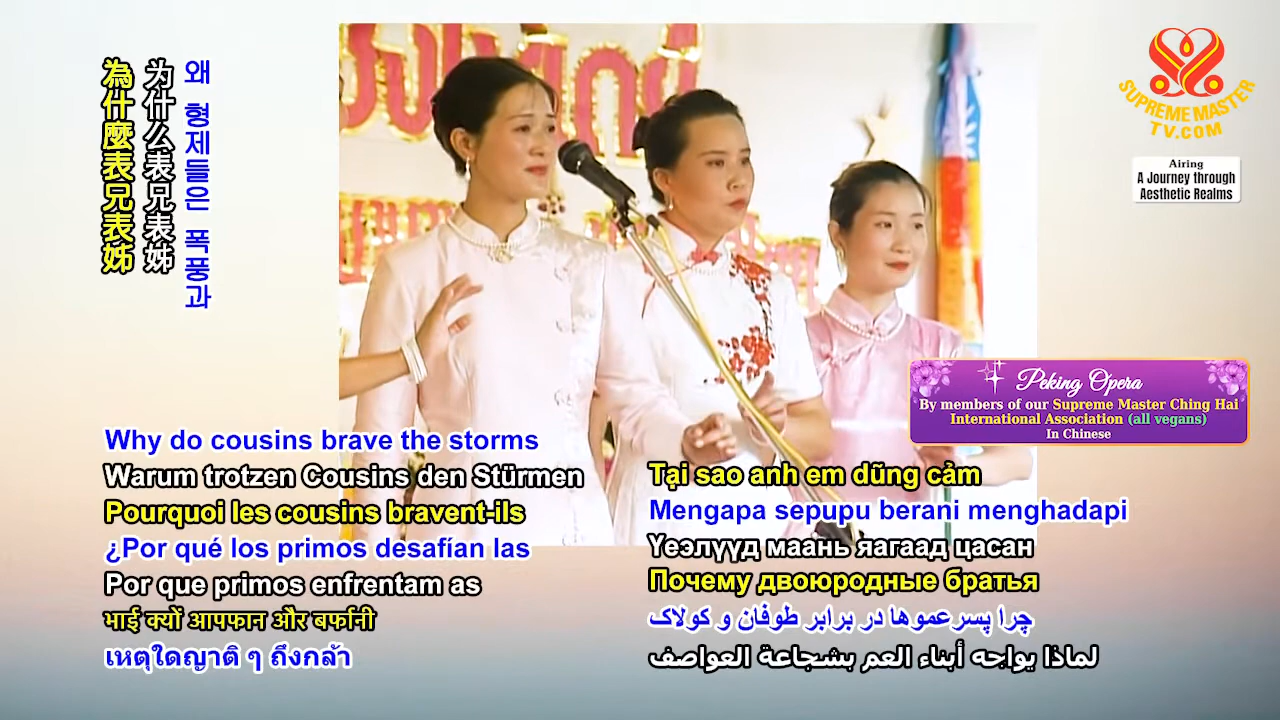 為什麼表兄表姊
为什么表兄表姊
왜 형제들은 폭풍과
SUPREME MASTER
TV.COM
Airing
A Journey through
Aesthetic Realms
Peking Opera
By members of our Supreme Master Ching Hai
International Association (all vegans)
In Chinese
Why do cousins brave the storms
Warum trotzen Cousins den Stürmen
Pourquoi les cousins bravent-ils
¿Por qué los primos desafían las
Por que primos enfrentam as
भाई क्यों आपफान और बर्फानी
เหตุใดญาติ ๆ ถึงกล้า
Tại sao anh em dũng cảm
Mengapa sepupu berani menghadapi
Үеэлүүд маань яагаад цасан
Почему двоюродные братья
چرا پسرعموها در برابر طوفان و کولاک
لماذا يواجه أبناء العم بشجاعة العواصف